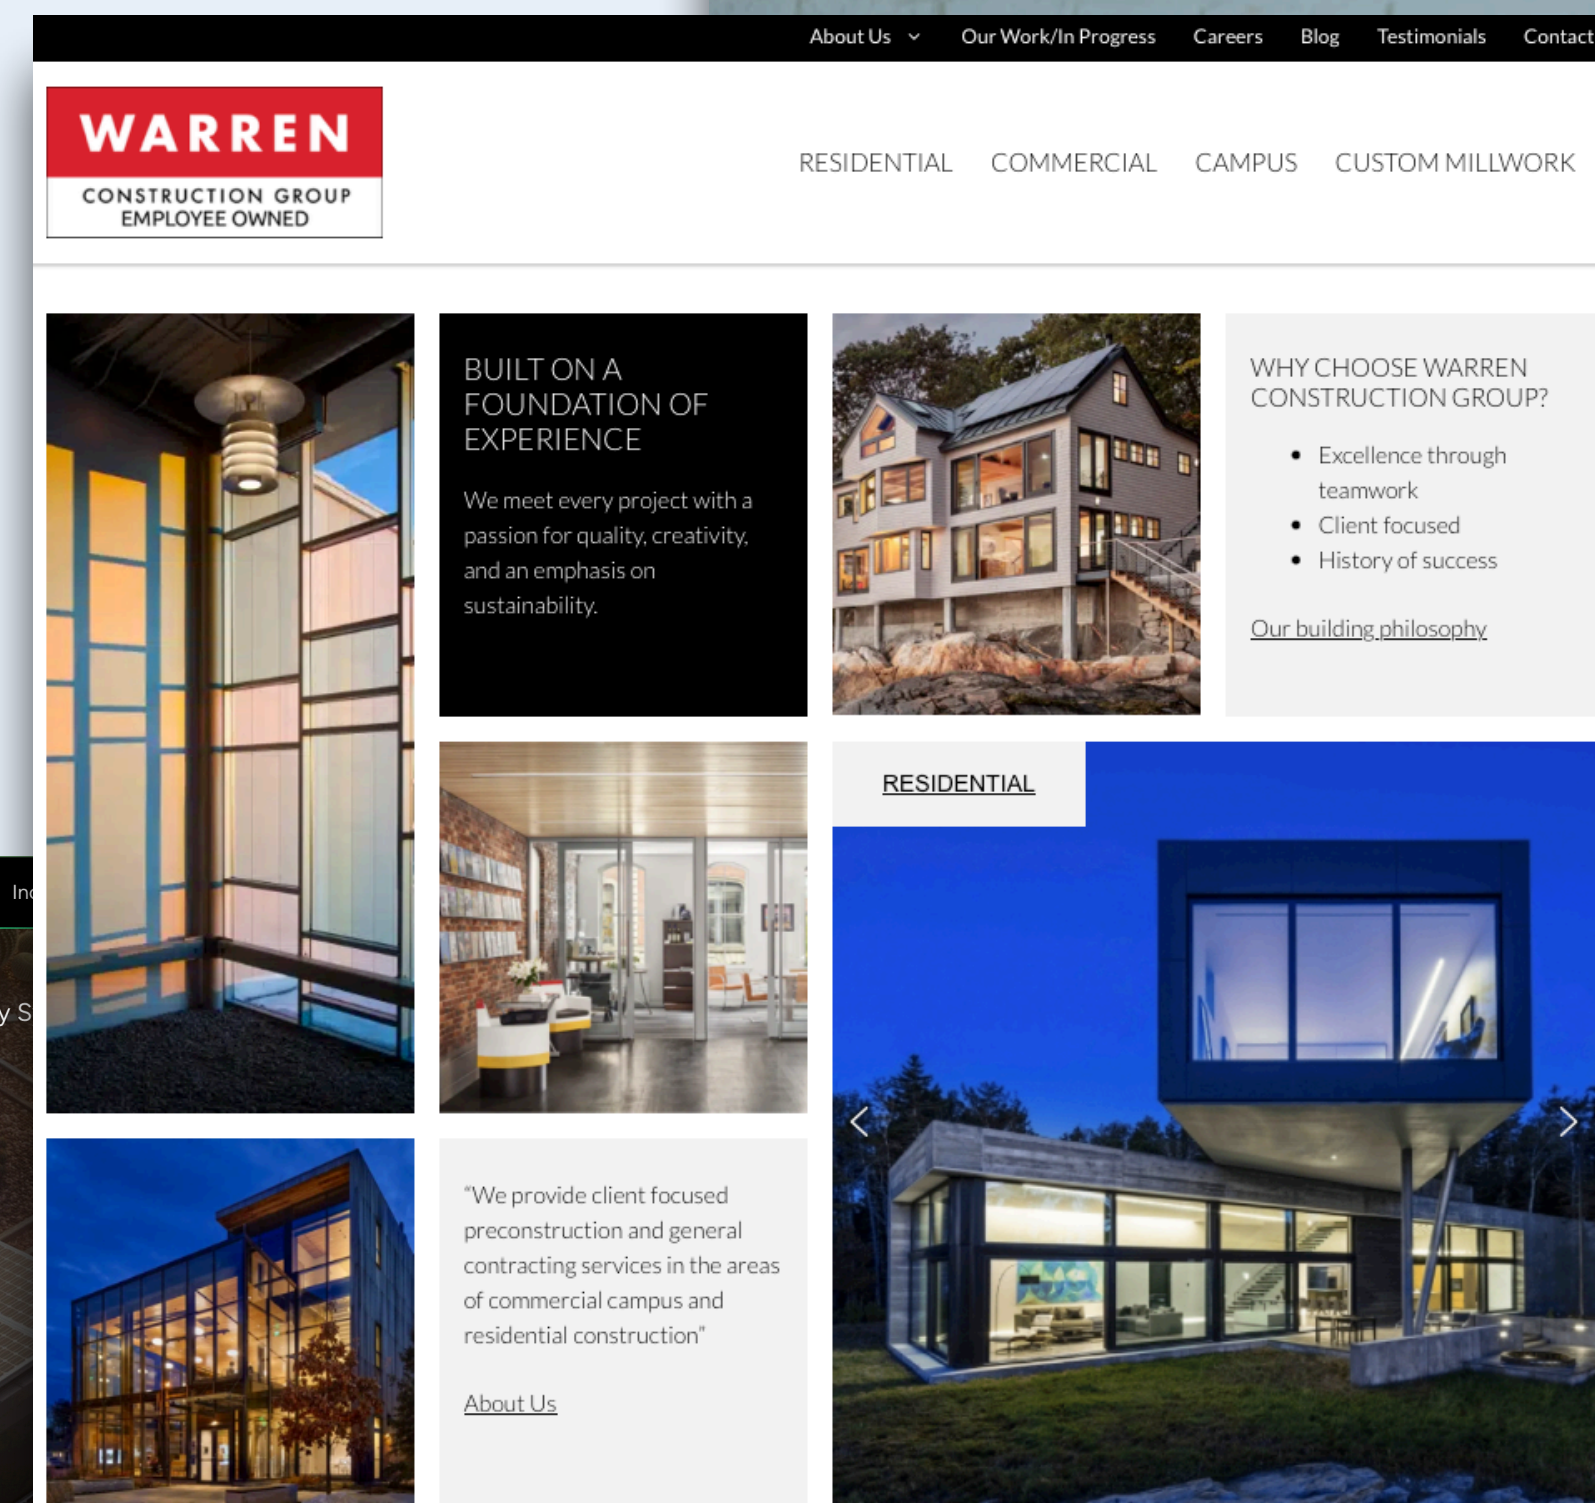 About Us
Our Work/In Progress
Careers
Blog
Testimonials
Contact
WARREN
CONSTRUCTION GROUP
EMPLOYEE OWNED
RESIDENTIAL
COMMERCIAL
CAMPUS
CUSTOM MILLWORK
BUILT ON A
FOUNDATION OF
EXPERIENCE
We meet every project with a
passion for quality, creativity,
and an emphasis on
sustainability.
WHY CHOOSE WARREN
CONSTRUCTION GROUP?
• Excellence through
teamwork
• Client focused
• History of success
Our building philosophy
RESIDENTIAL
“We provide client focused
preconstruction and general
contracting services in the areas
of commercial campus and
residential construction”
About Us